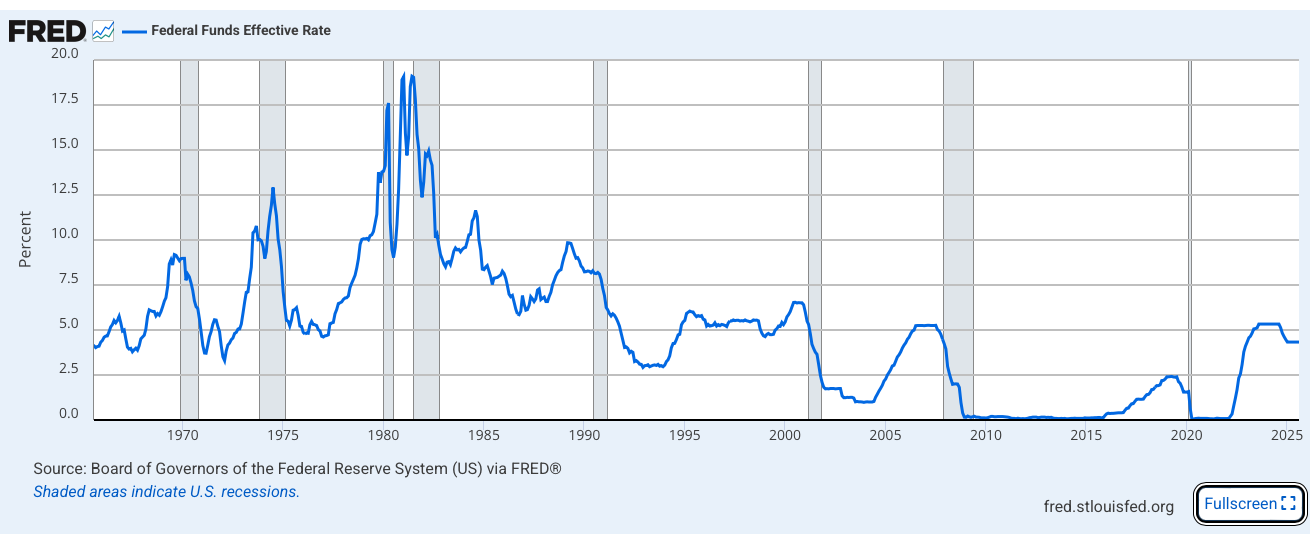 FRED Federal Funds Effective Rate
20.0
17.5
15.0
12.5
10.0
7.5
5.0
2.5
0.0
Percent
1970 1975 1980 1985 1990 1995 2000 2005 2010 2015 2020 2025
Source: Board of Governors of the Federal Reserve System (US) via FRED®
Shaded areas indicate U.S. recessions.
fred.stlouisfed.org Fullscreen